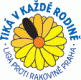 TIKÁ V KAŽDÉ RODINĚ
• LIGA PROTI RAKOVINĚ PRAHA •